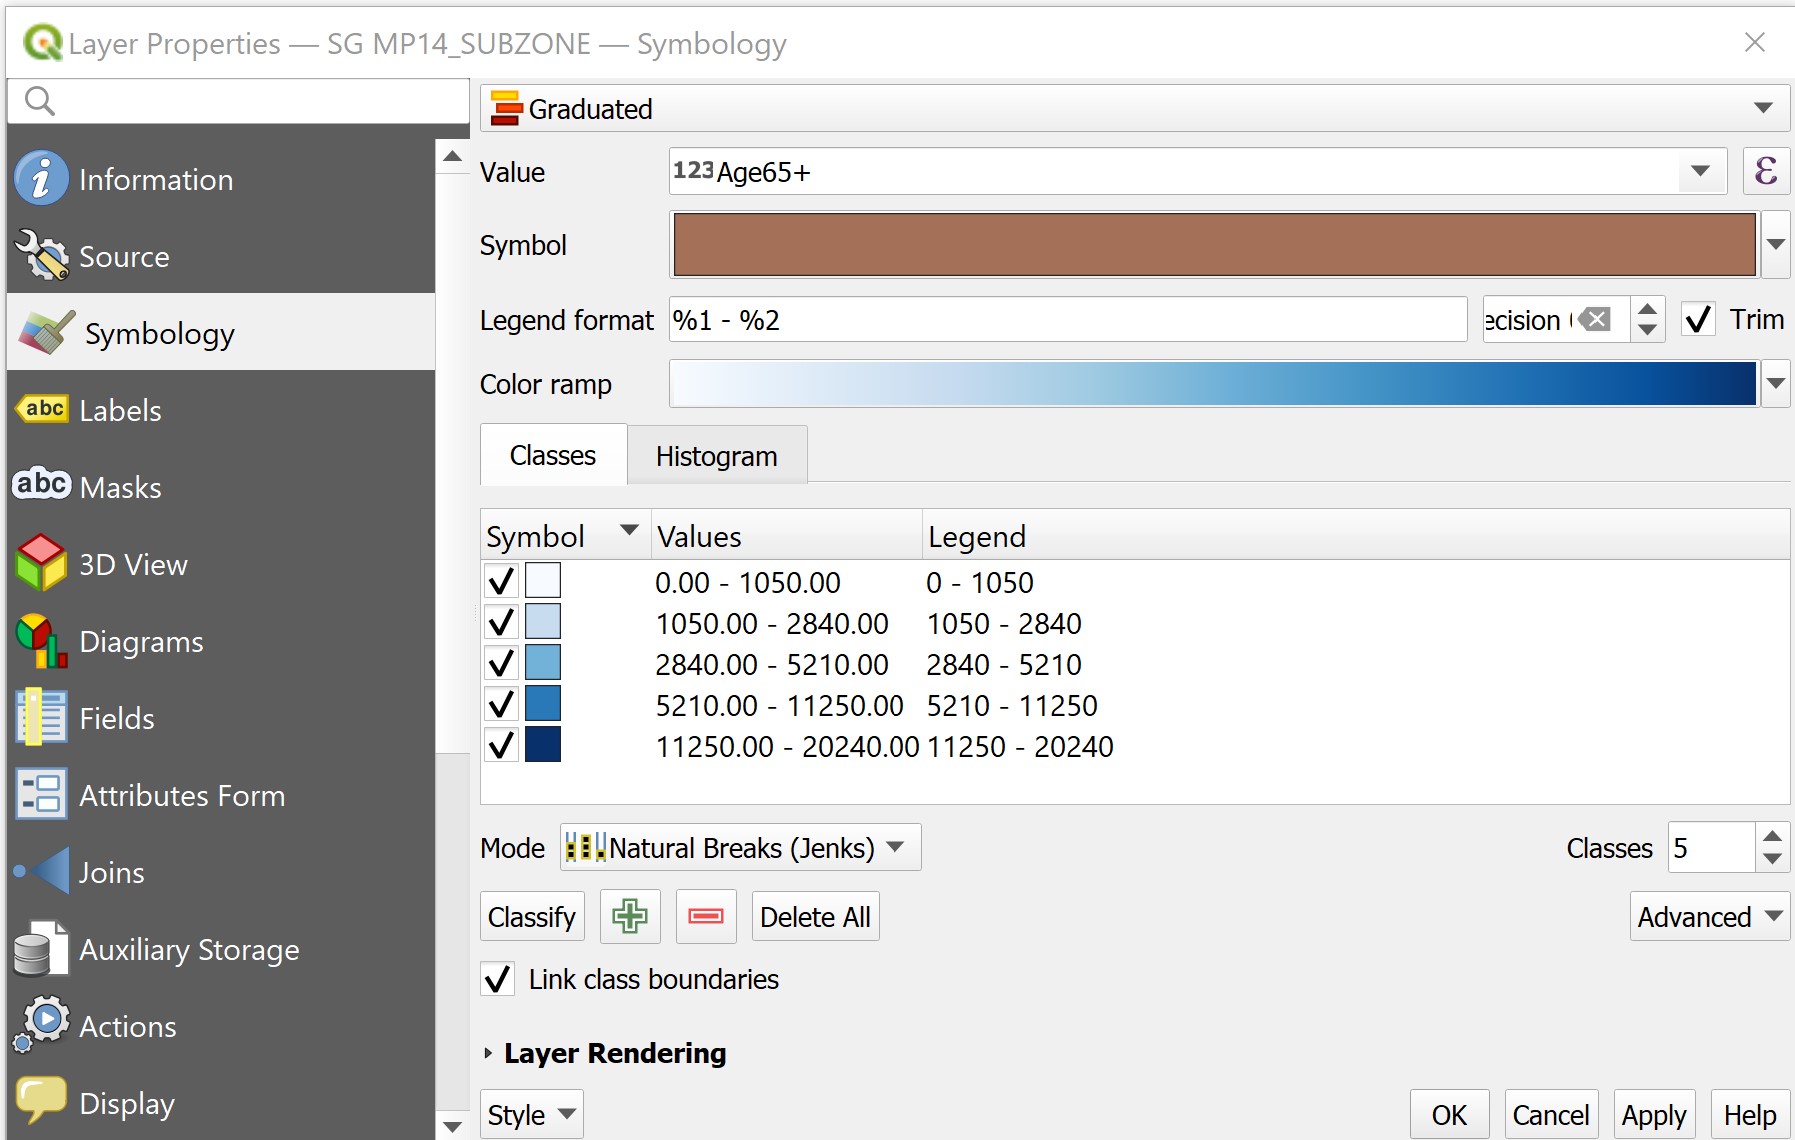 Layer Properties — SG MP14_SUBZONE — Symbology
Information
Source
Symbology
abc Labels
abc Masks
3D View
Diagrams
Fields
Attributes Form
Joins
Auxiliary Storage
Actions
Display
Graduated
Value 123 Age65+ ε
Symbol
Legend format %1 - %2 ecision Trim
Color ramp
Classes Histogram
Symbol Values Legend
0.00 - 1050.00 0 - 1050
1050.00 - 2840.00 1050 - 2840
2840.00 - 5210.00 2840 - 5210
5210.00 - 11250.00 5210 - 11250
11250.00 - 20240.00 11250 - 20240
Mode Natural Breaks (Jenks) Classes 5
Classify Delete All Advanced
Link class boundaries
Layer Rendering
Style OK Cancel Apply Help